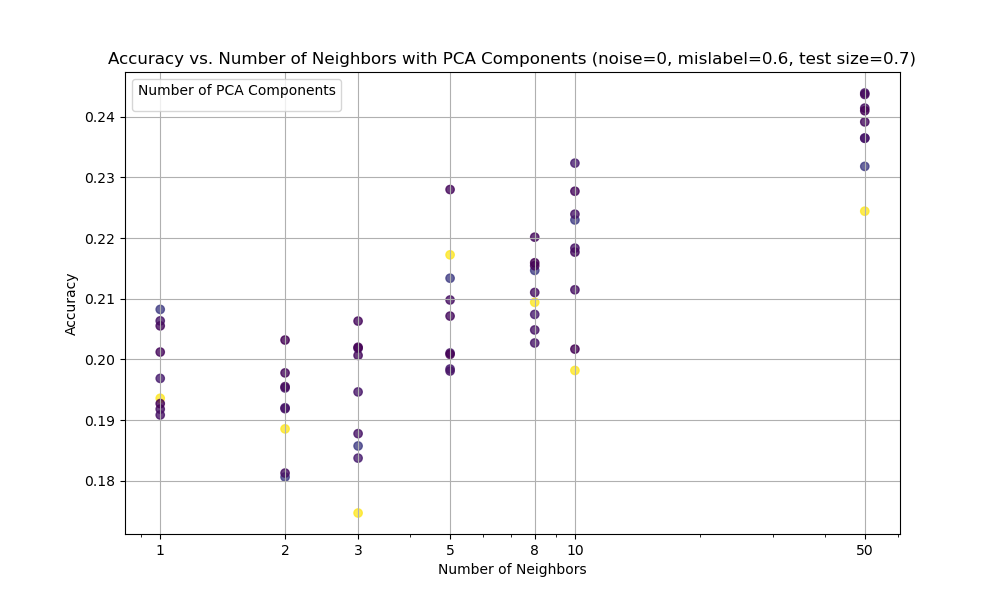 Accuracy vs. Number of Neighbors with PCA Components (noise=0, mislabel=0.6, test size=0.7)
Number of PCA Components
0.24
0.23
0.22
0.21
0.20
0.19
0.18
Accuracy
1 2 3 5 8 10 50
Number of Neighbors